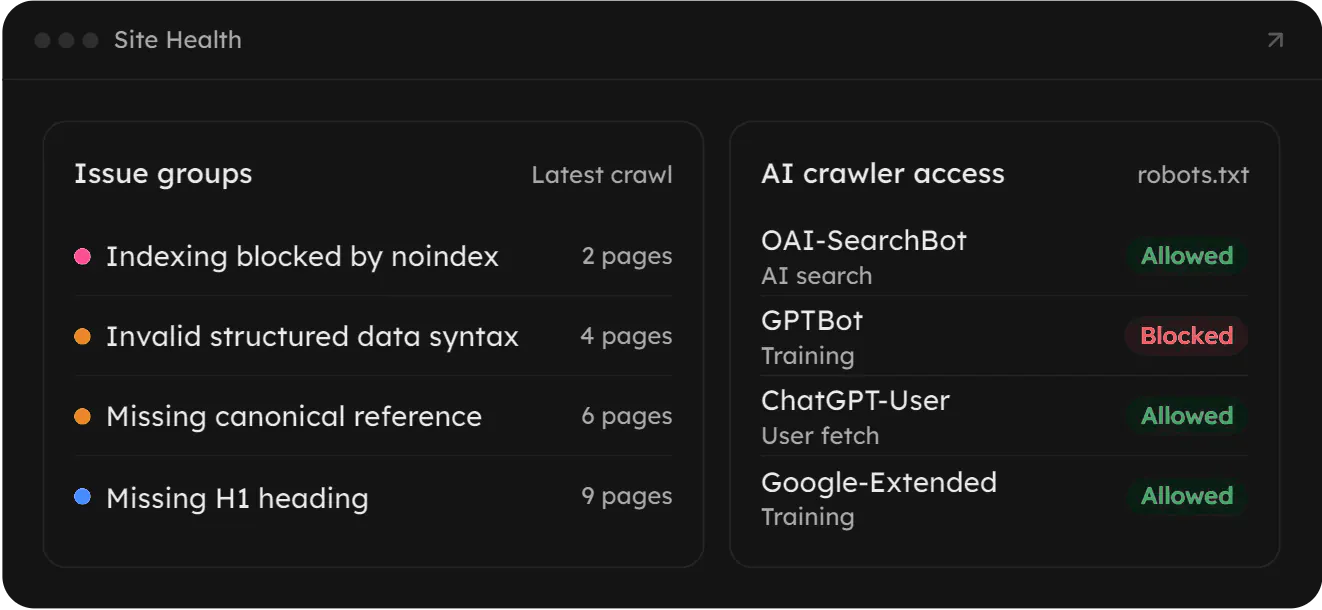 Site Health
Issue groups
Latest crawl
Indexing blocked by noindex
2 pages
Invalid structured data syntax
4 pages
Missing canonical reference
6 pages
Missing H1 heading
9 pages
AI crawler access
robots.txt
OAI-SearchBot
AI search
Allowed
GPTBot
Training
Blocked
ChatGPT-User
User fetch
Allowed
Google-Extended
Training
Allowed